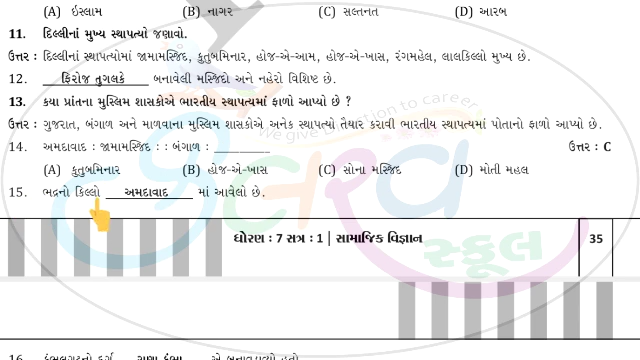 (A) ઇસ્લામ (B) નાગર (C) સલ્તનત (D) આરબ
11. દિલ્લીનાં મુખ્ય સ્થાપત્યો જણાવો.
ઉત્તર : દિલ્લીનાં સ્થાપત્યોમાં જામામસ્જિદ, કુતુબમિનાર, હોજ-એ-આમ, હોજ-એ-ખાસ, રંગમહેલ, લાલકિલ્લો મુખ્ય છે.
12. ફિરોજ તુગલકે બનાવેલી મસ્જિદો અને નહેરો વિશિષ્ટ છે.
13. કયા પ્રાંતના મુસ્લિમ શાસકોએ ભારતીય સ્થાપત્યમાં ફાળો આપ્યો છે ?
ઉત્તર : ગુજરાત, બંગાળ અને માળવાના મુસ્લિમ શાસકોએ અનેક સ્થાપત્યો તૈયાર કરાવી ભારતીય સ્થાપત્યમાં પોતાનો ફાળો આપ્યો છે.
14. અમદાવાદ : જામામસ્જિદ : : બંગાળ : ________ ઉત્તર : C
(A) કુતુબમિનાર (B) હોજ-એ-ખાસ (C) સોના મસ્જિદ (D) મોતી મહલ
15. ભદ્રનો કિલ્લો અમદાવાદ માં આવેલો છે.
ધોરણ : 7 સત્ર : 1 | સામાજિક વિજ્ઞાન 35
સ્કૂલ